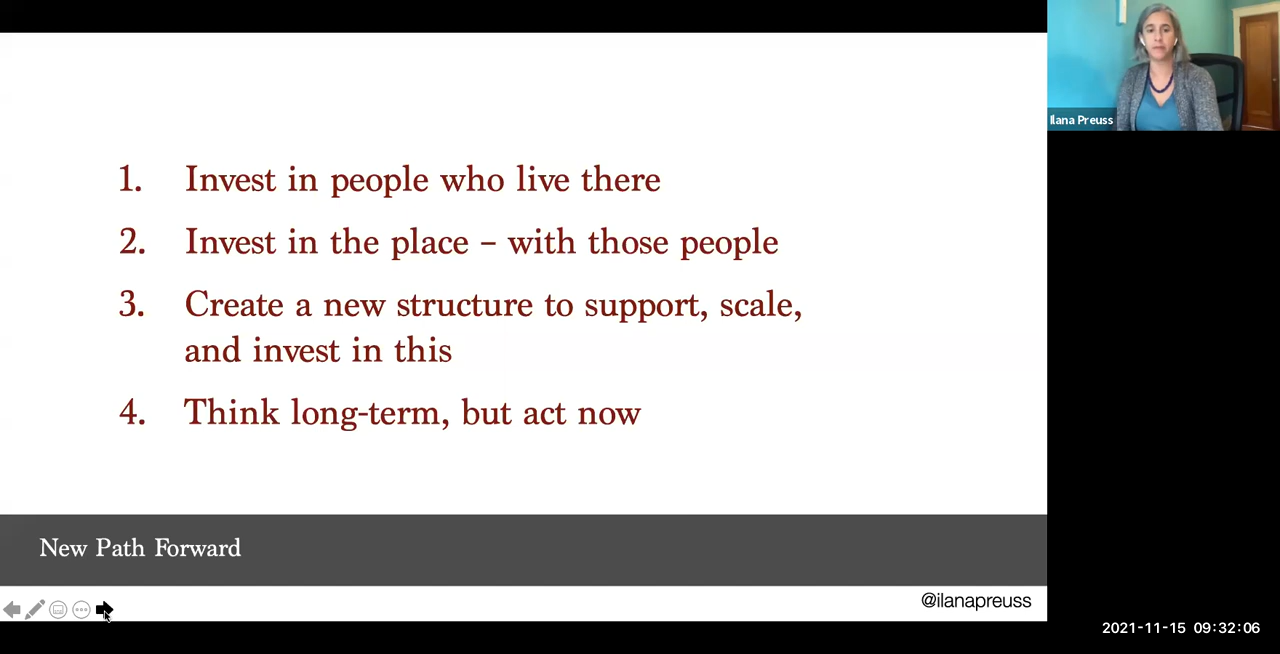 1. Invest in people who live there
2. Invest in the place – with those people
3. Create a new structure to support, scale,
and invest in this
4. Think long-term, but act now
New Path Forward
@ilanapreuss
Ilana Preuss
2021-11-15 09:32:06